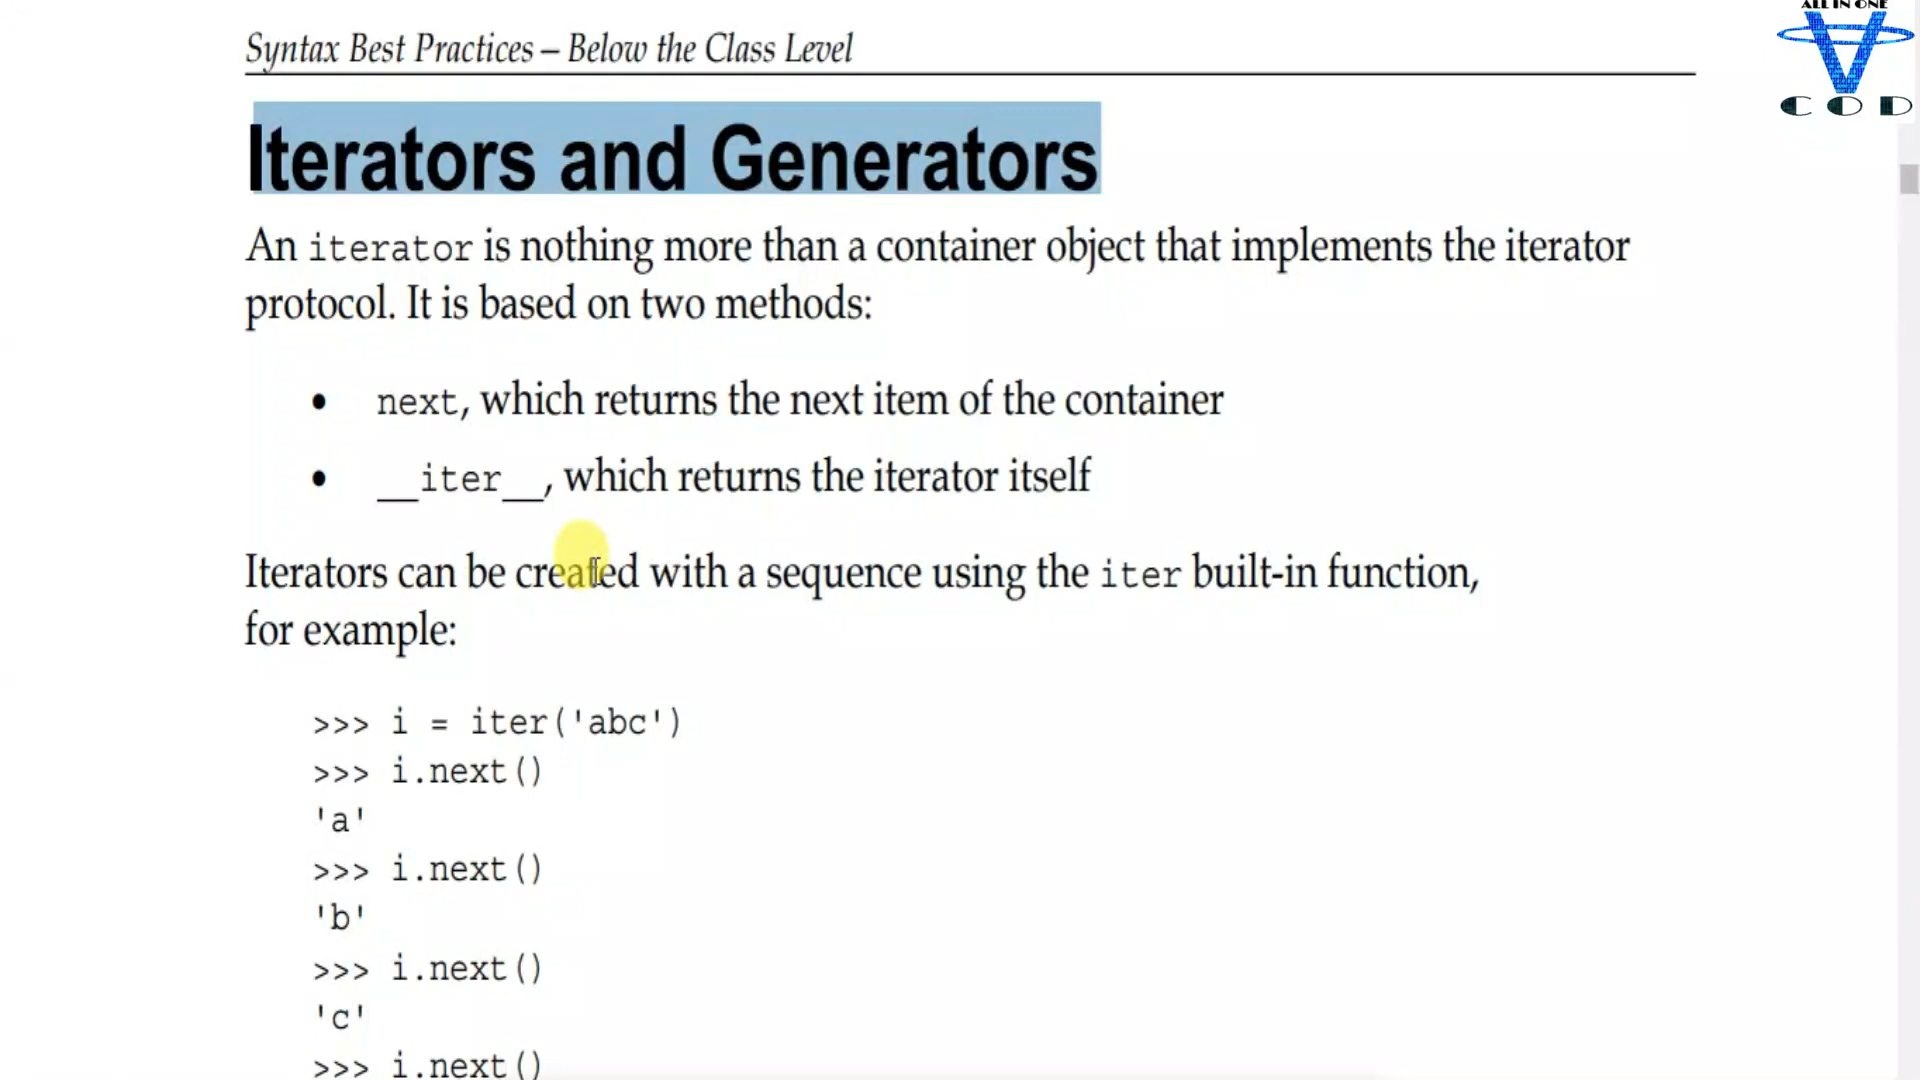 ALL IN ONE
Syntax Best Practices – Below the Class Level
C O D
Iterators and Generators
An iterator is nothing more than a container object that implements the iterator
protocol. It is based on two methods:
• next, which returns the next item of the container
• __iter__, which returns the iterator itself
Iterators can be created with a sequence using the iter built-in function,
for example:
>>> i = iter('abc')
>>> i.next()
'a'
>>> i.next()
'b'
>>> i.next()
'c'
>>> i.next()